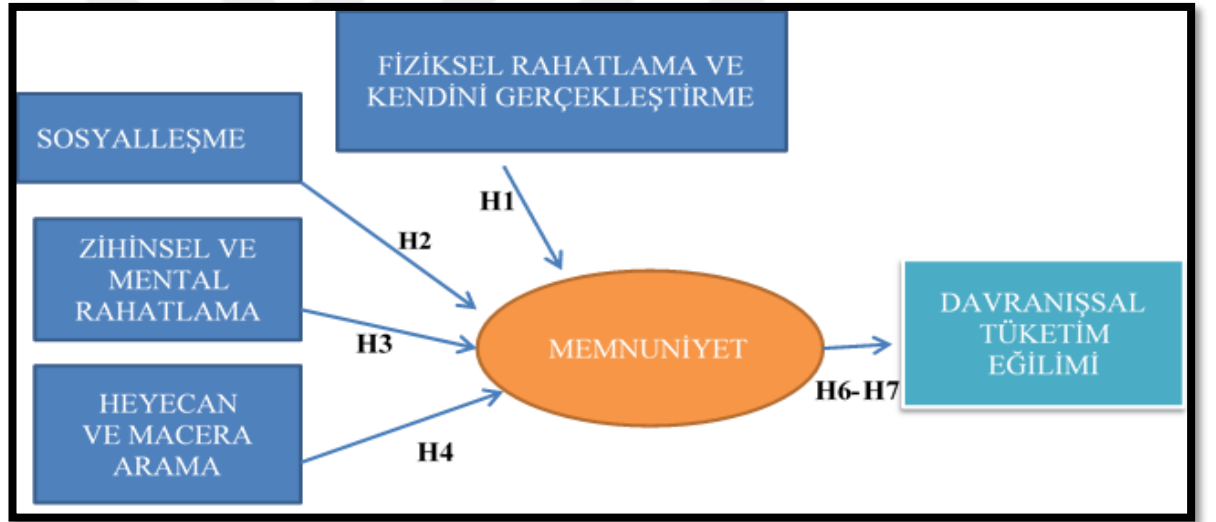 FİZİKSEL RAHATLAMA VE
KENDİNİ GERÇEKLEŞTİRME
SOSYALLEŞME
H1
H2
ZİHİNSEL VE
MENTAL
RAHATLAMA
H3
MEMNUNİYET
DAVRANIŞSAL
TÜKETİM
EĞİLİMİ
H6- H7
HEYECAN
VE MACERA
ARAMA
H4